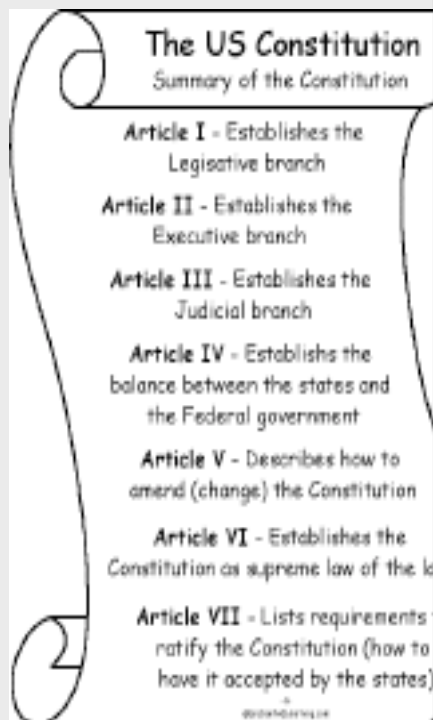 The US Constitution
Summary of the Constitution
Article I - Establishes the
Legisative branch
Article II - Establishes the
Executive branch
Article III - Establishes the
Judicial branch
Article IV - Establishs the
balance between the states and
the Federal government
Article V - Describes how to
amend (change) the Constitution
Article VI - Establishes the
Constitution as supreme law of the
Article VII - Lists requirements
ratify the Constitution (how to
have it accepted by the states)